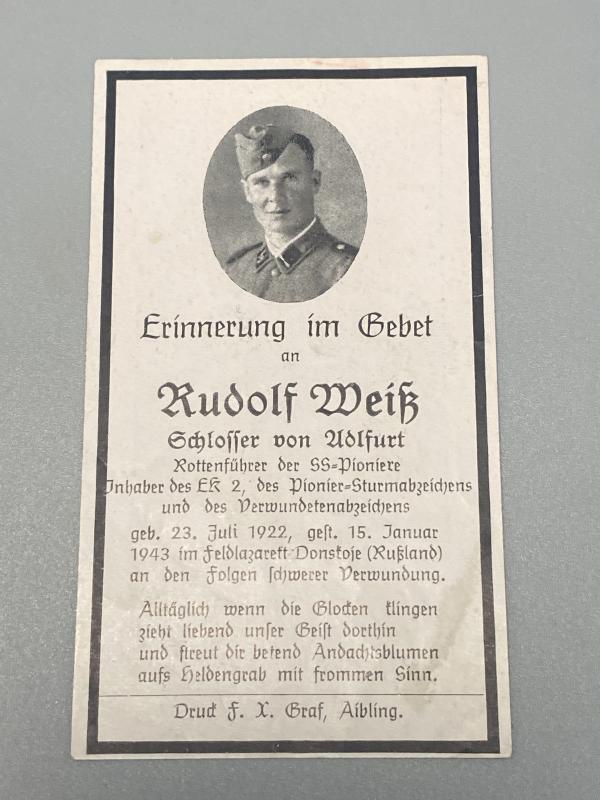 Erinnerung im Gebet
an
Rudolf Weiß
Schlosser von Adlfurt
Rottenführer der SS-Pioniere
Inhaber des EK 2, des Pionier-Sturmabzeichens
und des Verwundetenabzeichens
geb. 23. Juli 1922, gest. 15. Januar
1943 im Feldlazarett Donskoje (Rußland)
an den Folgen schwerer Verwundung.
Alltäglich wenn die Glocken klingen
zieht liebend unser Geist dorthin
und streut dir betend Andachtsblumen
aufs Heldengrab mit frommen Sinn.
Druck F. X. Graf, Aibling.